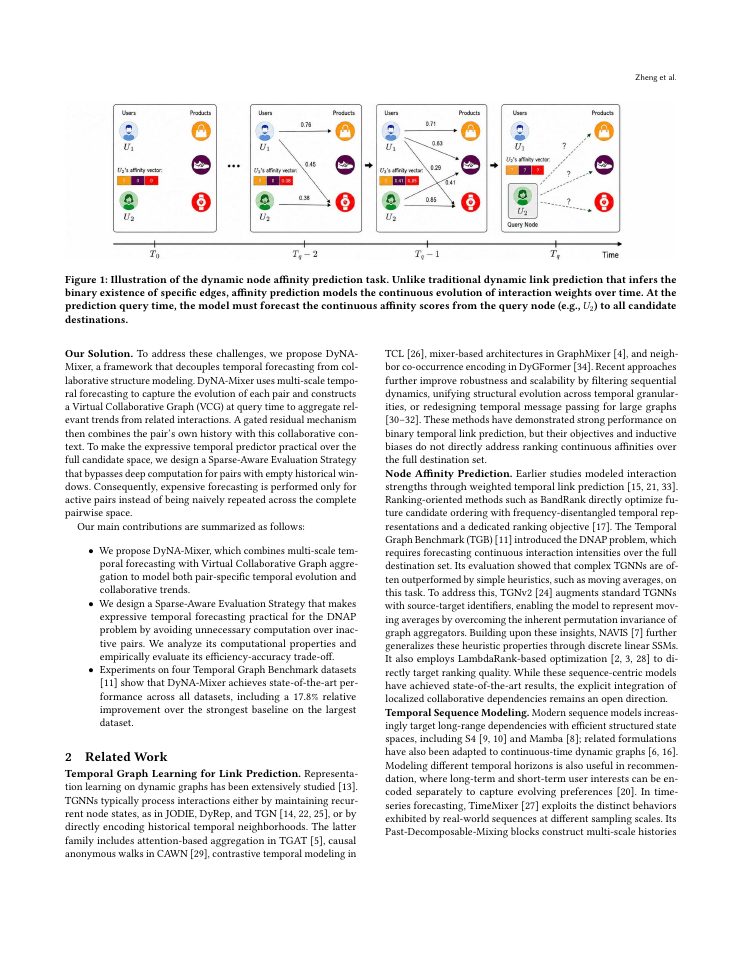 Zheng et al.
Users Products
U1
U2's affinity vector:
? 0 0
U2
...
Users Products
0.76
U1
0.45
U2's affinity vector:
? 0 0.38
0.38
U2
Users Products
0.71
U1
0.63
0.29
U2's affinity vector:
? 0.41 0.85
0.41
0.85
U2
Users Products
?
U1
U2's affinity vector:
? ? ?
?
?
U2
Query Node
T0 Tq − 2 Tq − 1 Tq Time
Figure 1: Illustration of the dynamic node affinity prediction task. Unlike traditional dynamic link prediction that infers the
binary existence of specific edges, affinity prediction models the continuous evolution of interaction weights over time. At the
prediction query time, the model must forecast the continuous affinity scores from the query node (e.g., U2) to all candidate
destinations.
Our Solution. To address these challenges, we propose DyNA-
Mixer, a framework that decouples temporal forecasting from col-
laborative structure modeling. DyNA-Mixer uses multi-scale tempo-
ral forecasting to capture the evolution of each pair and constructs
a Virtual Collaborative Graph (VCG) at query time to aggregate rel-
evant trends from related interactions. A gated residual mechanism
then combines the pair's own history with this collaborative con-
text. To make the expressive temporal predictor practical over the
full candidate space, we design a Sparse-Aware Evaluation Strategy
that bypasses deep computation for pairs with empty historical win-
dows. Consequently, expensive forecasting is performed only for
active pairs instead of being naively repeated across the complete
pairwise space.
Our main contributions are summarized as follows:
• We propose DyNA-Mixer, which combines multi-scale tem-
poral forecasting with Virtual Collaborative Graph aggre-
gation to model both pair-specific temporal evolution and
collaborative trends.
• We design a Sparse-Aware Evaluation Strategy that makes
expressive temporal forecasting practical for the DNAP
problem by avoiding unnecessary computation over inac-
tive pairs. We analyze its computational properties and
empirically evaluate its efficiency-accuracy trade-off.
• Experiments on four Temporal Graph Benchmark datasets
[11] show that DyNA-Mixer achieves state-of-the-art per-
formance across all datasets, including a 17.8% relative
improvement over the strongest baseline on the largest
dataset.
2 Related Work
Temporal Graph Learning for Link Prediction. Representa-
tion learning on dynamic graphs has been extensively studied [13].
TGNNs typically process interactions either by maintaining recur-
rent node states, as in JODIE, DyRep, and TGN [14, 22, 25], or by
directly encoding historical temporal neighborhoods. The latter
family includes attention-based aggregation in TGAT [5], causal
anonymous walks in CAWN [29], contrastive temporal modeling in
TCL [26], mixer-based architectures in GraphMixer [4], and neigh-
bor co-occurrence encoding in DyGFormer [34]. Recent approaches
further improve robustness and scalability by filtering sequential
dynamics, unifying structural evolution across temporal granular-
ities, or redesigning temporal message passing for large graphs
[30–32]. These methods have demonstrated strong performance on
binary temporal link prediction, but their objectives and inductive
biases do not directly address ranking continuous affinities over
the full destination set.
Node Affinity Prediction. Earlier studies modeled interaction
strengths through weighted temporal link prediction [15, 21, 33].
Ranking-oriented methods such as BandRank directly optimize fu-
ture candidate ordering with frequency-disentangled temporal rep-
resentations and a dedicated ranking objective [17]. The Temporal
Graph Benchmark (TGB) [11] introduced the DNAP problem, which
requires forecasting continuous interaction intensities over the full
destination set. Its evaluation showed that complex TGNNs are of-
ten outperformed by simple heuristics, such as moving averages, on
this task. To address this, TGNv2 [24] augments standard TGNNs
with source-target identifiers, enabling the model to represent mov-
ing averages by overcoming the inherent permutation invariance of
graph aggregators. Building upon these insights, NAVIS [7] further
generalizes these heuristic properties through discrete linear SSMs.
It also employs LambdaRank-based optimization [2, 3, 28] to di-
rectly target ranking quality. While these sequence-centric models
have achieved state-of-the-art results, the explicit integration of
localized collaborative dependencies remains an open direction.
Temporal Sequence Modeling. Modern sequence models increas-
ingly target long-range dependencies with efficient structured state
spaces, including S4 [9, 10] and Mamba [8]; related formulations
have also been adapted to continuous-time dynamic graphs [6, 16].
Modeling different temporal horizons is also useful in recommen-
dation, where long-term and short-term user interests can be en-
coded separately to capture evolving preferences [20]. In time-
series forecasting, TimeMixer [27] exploits the distinct behaviors
exhibited by real-world sequences at different sampling scales. Its
Past-Decomposable-Mixing blocks construct multi-scale histories